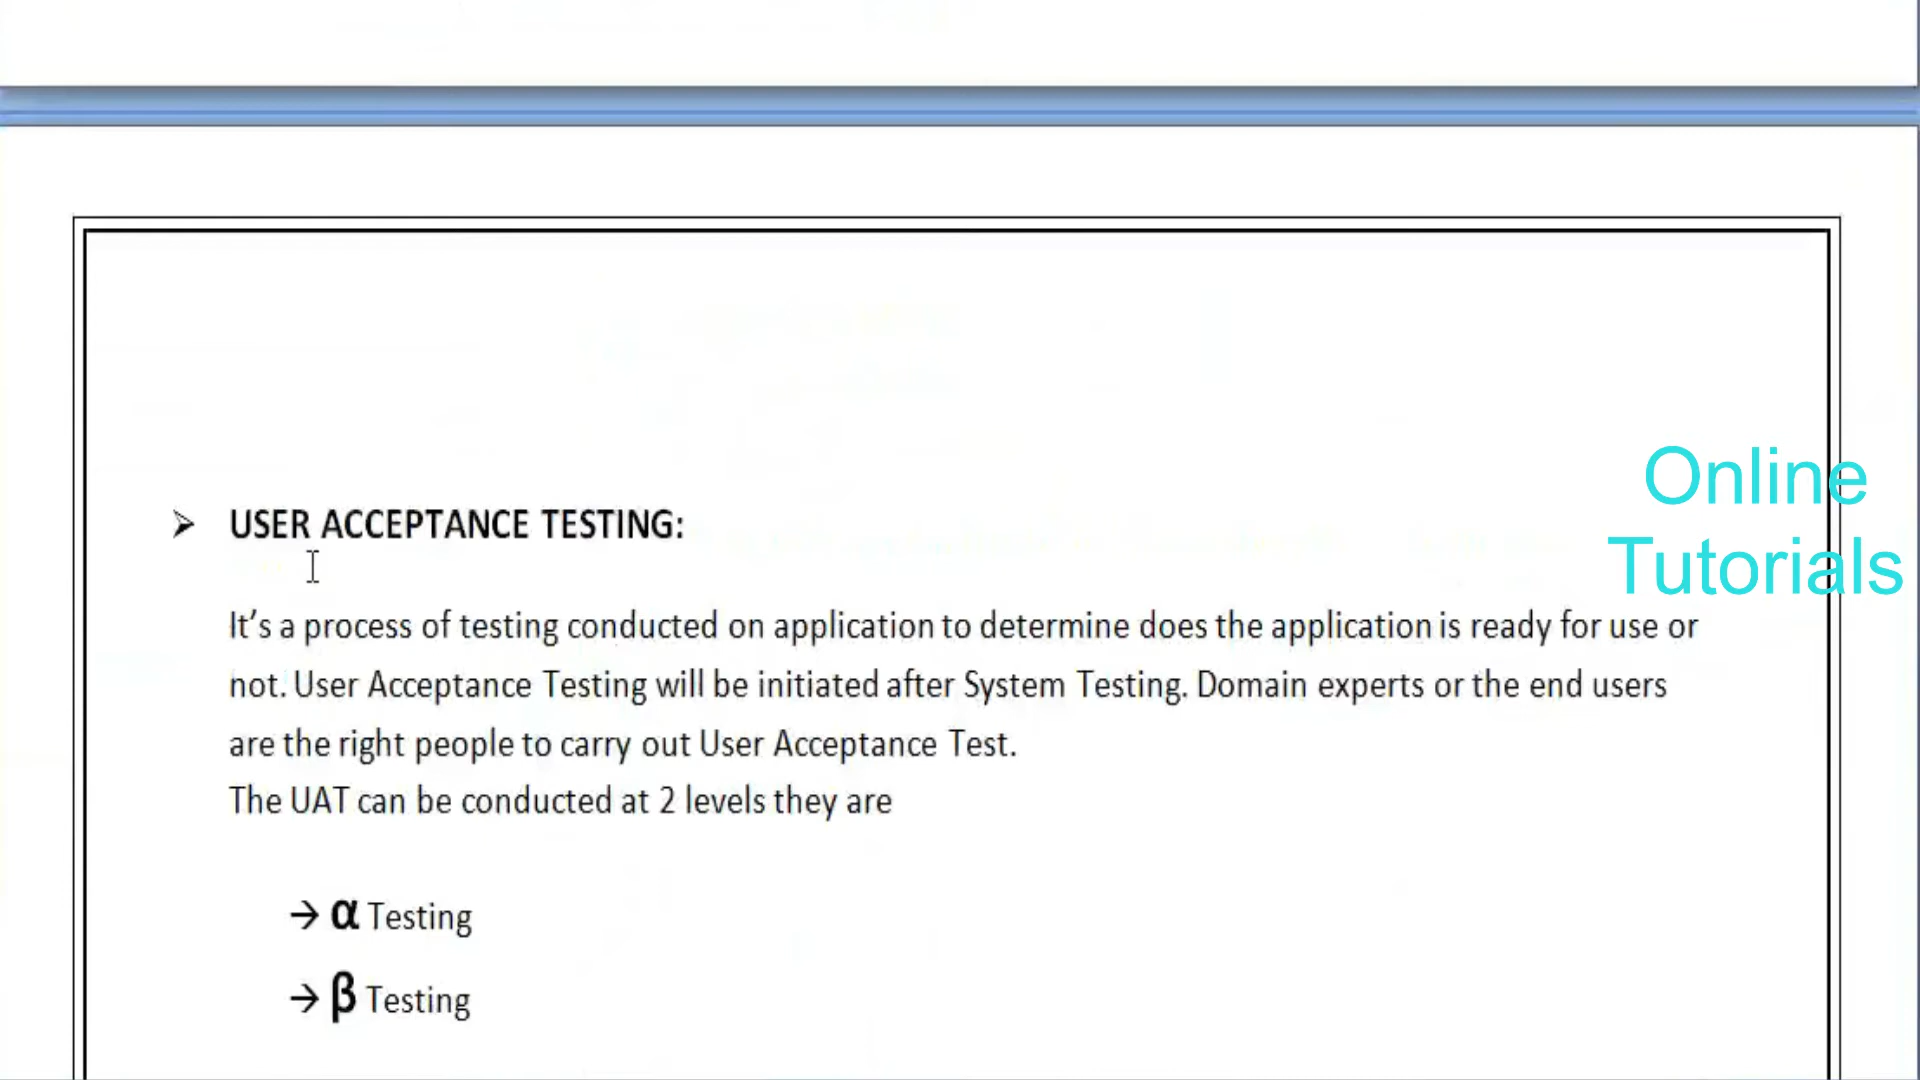 USER ACCEPTANCE TESTING:
Online
Tutorials
It’s a process of testing conducted on application to determine does the application is ready for use or
not. User Acceptance Testing will be initiated after System Testing. Domain experts or the end users
are the right people to carry out User Acceptance Test.
The UAT can be conducted at 2 levels they are
→ α Testing
→ β Testing